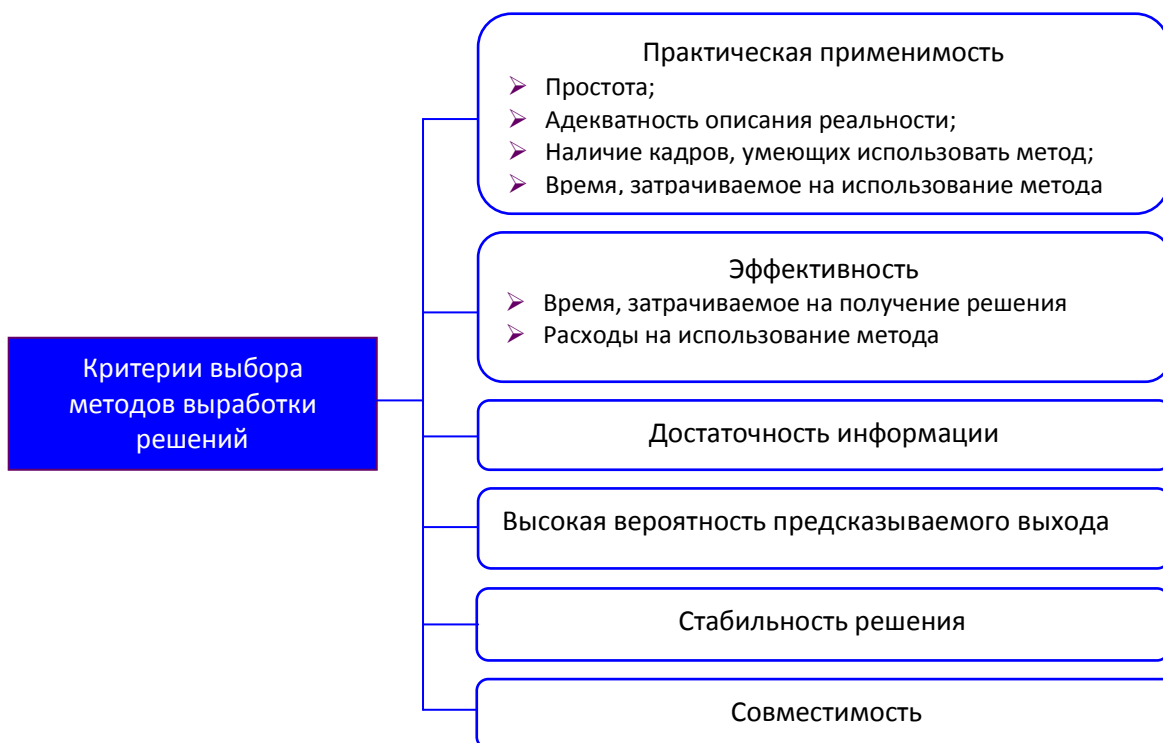 Практическая применимость
Простота;
Адекватность описания реальности;
Наличие кадров, умеющих использовать метод;
Время, затрачиваемое на использование метода
Эффективность
Время, затрачиваемое на получение решения
Расходы на использование метода
Критерии выбора
методов выработки
решений
Достаточность информации
Высокая вероятность предсказываемого выхода
Стабильность решения
Совместимость